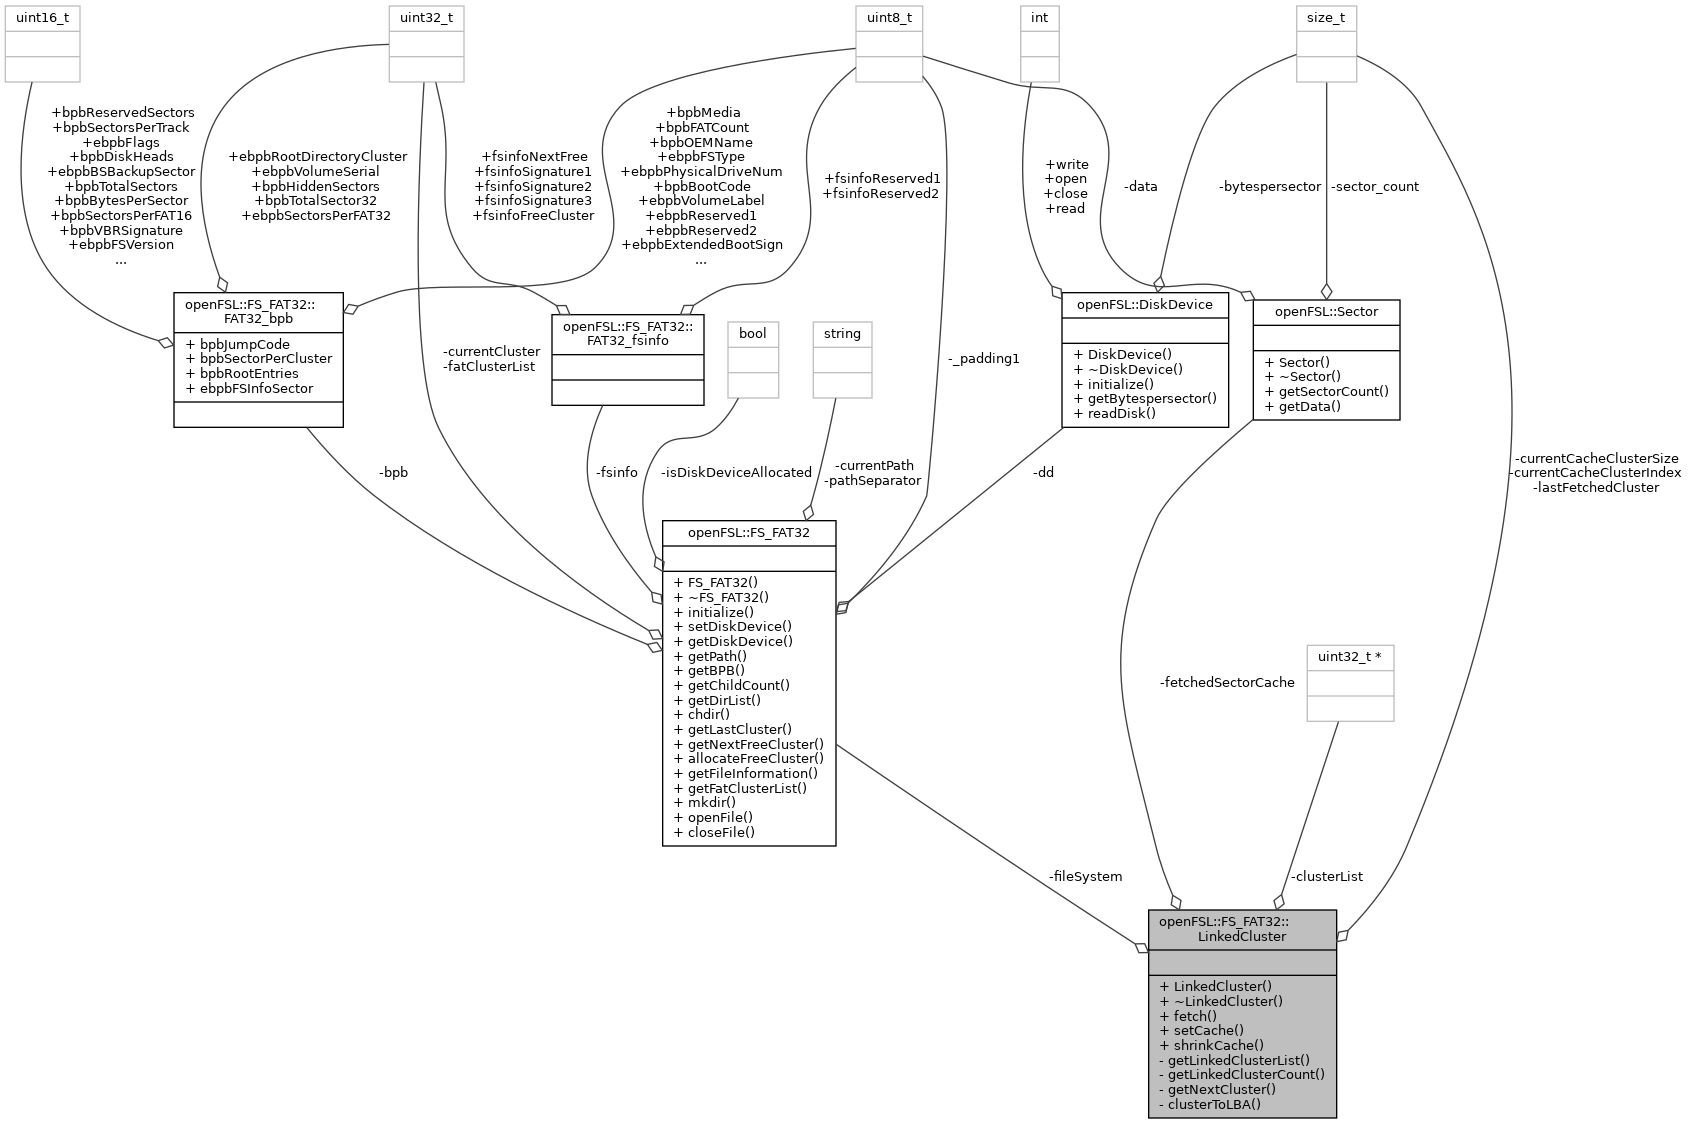 uint16_t
uint32_t
uint8_t
int
size_t
+bpbReservedSectors
+bpbSectorsPerTrack
+ebpbFlags
+bpbDiskHeads
+ebpbBSBackupSector
+bpbTotalSectors
+bpbBytesPerSector
+bpbSectorsPerFAT16
+bpbVBRSignature
+ebpbFSVersion
...
+ebpbRootDirectoryCluster
+ebpbVolumeSerial
+bpbHiddenSectors
+bpbTotalSector32
+ebpbSectorsPerFAT32
+fsinfoNextFree
+fsinfoSignature1
+fsinfoSignature2
+fsinfoSignature3
+fsinfoFreeCluster
+bpbMedia
+bpbFATCount
+bpbOEMName
+ebpbFSType
+ebpbPhysicalDriveNum
+bpbBootCode
+ebpbVolumeLabel
+ebpbReserved1
+ebpbReserved2
+ebpbExtendedBootSign
...
+fsinfoReserved1
+fsinfoReserved2
+write
+open
+close
+read
-data
-bytespersector
-sector_count
openFSL::FS_FAT32::
FAT32_bpb
+ bpbJumpCode
+ bpbSectorPerCluster
+ bpbRootEntries
+ ebpbFSInfoSector
-currentCluster
-fatClusterList
openFSL::FS_FAT32::
FAT32_fsinfo
bool
string
-_padding1
openFSL::DiskDevice
+ DiskDevice()
+ ~DiskDevice()
+ initialize()
+ getBytespersector()
+ readDisk()
openFSL::Sector
+ Sector()
+ ~Sector()
+ getSectorCount()
+ getData()
-bpb
-fsinfo
-isDiskDeviceAllocated
-currentPath
-pathSeparator
-dd
-currentCacheClusterSize
-currentCacheClusterIndex
-lastFetchedCluster
openFSL::FS_FAT32
+ FS_FAT32()
+ ~FS_FAT32()
+ initialize()
+ setDiskDevice()
+ getDiskDevice()
+ getPath()
+ getBPB()
+ getChildCount()
+ getDirList()
+ chdir()
+ getLastCluster()
+ getNextFreeCluster()
+ allocateFreeCluster()
+ getFileInformation()
+ getFatClusterList()
+ mkdir()
+ openFile()
+ closeFile()
-fetchedSectorCache
uint32_t *
-fileSystem
-clusterList
openFSL::FS_FAT32::
LinkedCluster
+ LinkedCluster()
+ ~LinkedCluster()
+ fetch()
+ setCache()
+ shrinkCache()
- getLinkedClusterList()
- getLinkedClusterCount()
- getNextCluster()
- clusterToLBA()